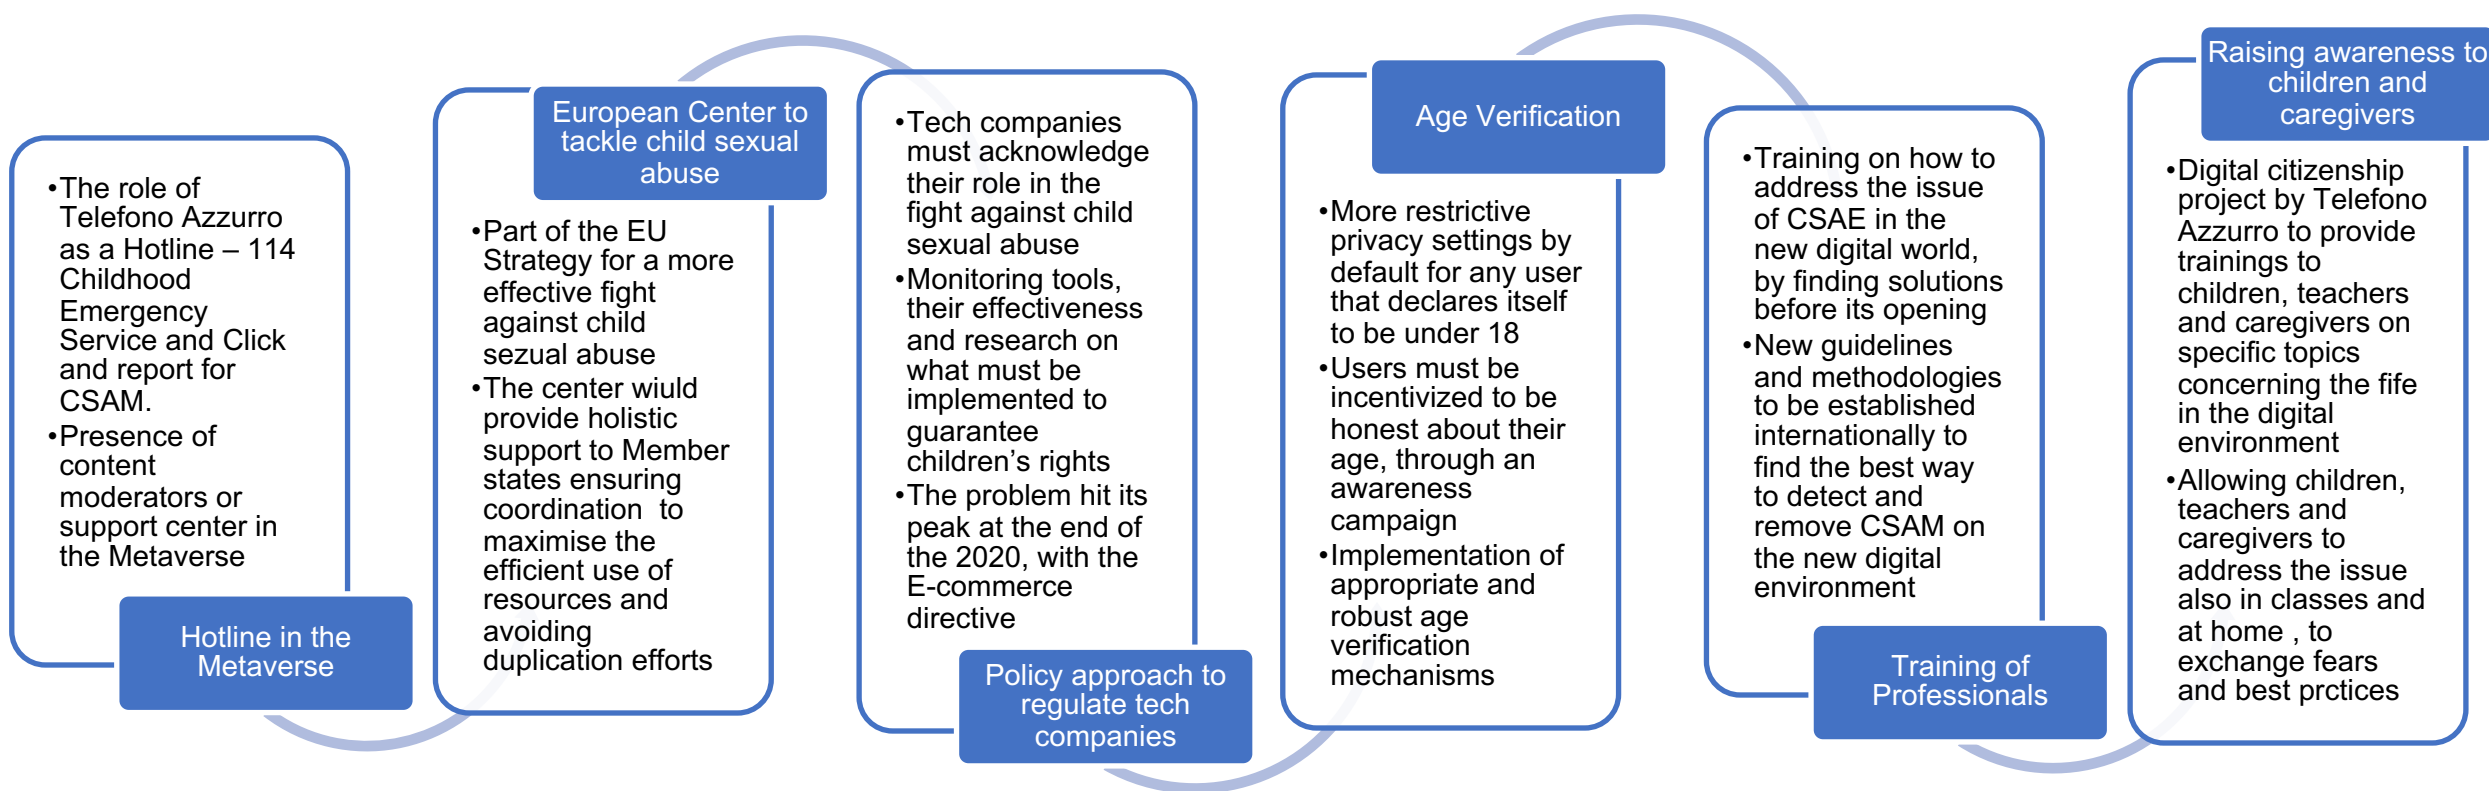 •The role of
Telefono Azzurro
as a Hotline – 114
Childhood
Emergency
Service and Click
and report for
CSAM.
•Presence of
content
moderators or
support center in
the Metaverse
Hotline in the
Metaverse
European Center to
tackle child sexual
abuse
•Part of the EU
Strategy for a more
effective fight
against child
sezual abuse
•The center wiuld
provide holistic
support to Member
states ensuring
coordination  to
maximise the
efficient use of
resources and
avoiding
duplication efforts
•Tech companies
must acknowledge
their role in the
fight against child
sexual abuse
•Monitoring tools,
their effectiveness
and research on
what must be
implemented to
guarantee
children’s rights
•The problem hit its
peak at the end of
the 2020, with the
E-commerce
directive
Policy approach to
regulate tech
companies
Age Verification
•More restrictive
privacy settings by
default for any user
that declares itself
to be under 18
•Users must be
incentivized to be
honest about their
age, through an
awareness
campaign
•Implementation of
appropriate and
robust age
verification
mechanisms
•Training on how to
address the issue
of CSAE in the
new digital world,
by finding solutions
before its opening
•New guidelines
and methodologies
to be established
internationally to
find the best way
to detect and
remove CSAM on
the new digital
environment
Training of
Professionals
Raising awareness to
children and
caregivers
•Digital citizenship
project by Telefono
Azzurro to provide
trainings to
children, teachers
and caregivers on
specific topics
concerning the fife
in the digital
environment
•Allowing children,
teachers and
caregivers to
address the issue
also in classes and
at home , to
exchange fears
and best prctices